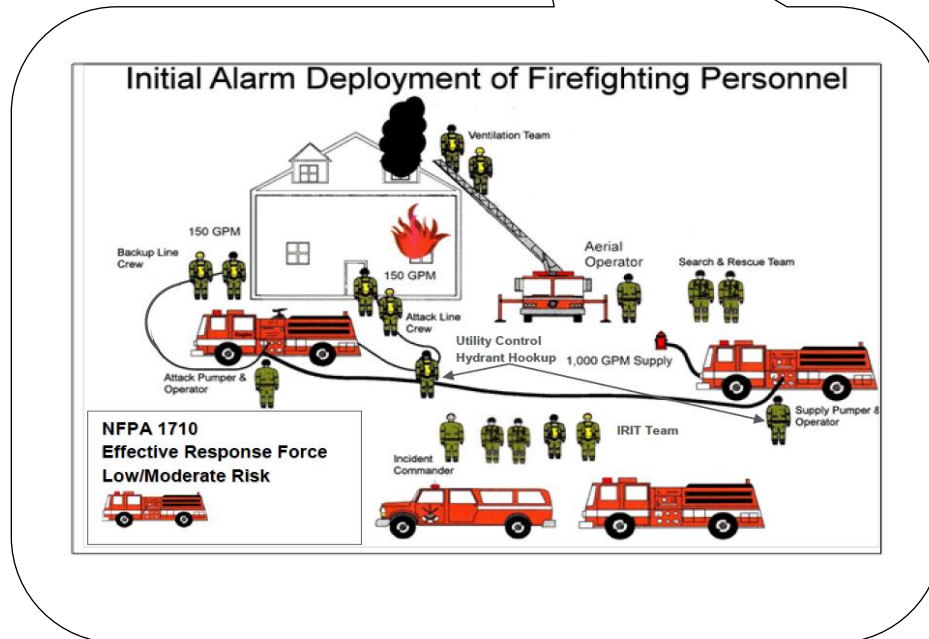 Initial Alarm Deployment of Firefighting Personnel
Ventilation Team
150 GPM
Backup Line
Crew
150 GPM
Aerial
Operator
Search & Rescue Team
Attack Line
Crew
Utility Control
Hydrant Hookup
1,000 GPM Supply
Attack Pumper &
Operator
Supply Pumper &
Operator
IRIT Team
Incident
Commander
NFPA 1710
Effective Response Force
Low/Moderate Risk